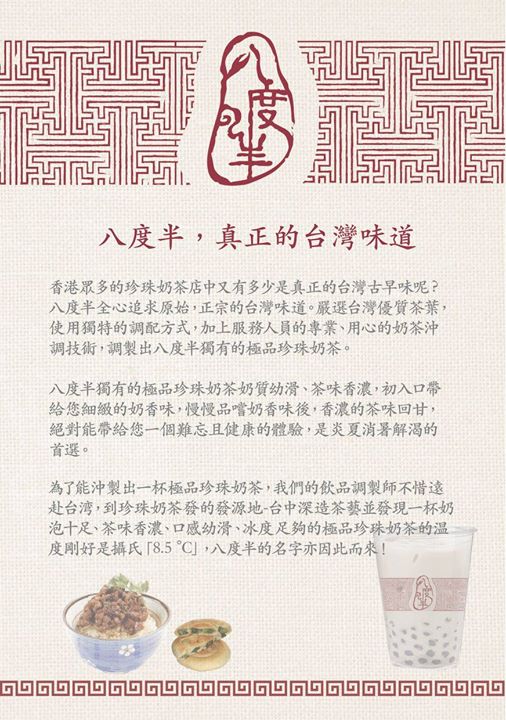 八度半
八度半，真正的台灣味道
香港眾多的珍珠奶茶店中又有多少是真正的台灣古早味呢？
八度半全心追求原始，正宗的台灣味道。嚴選台灣優質茶葉，
使用獨特的調配方式，加上服務人員的專業、用心的奶茶沖
調技術，調製出八度半獨有的極品珍珠奶茶。
八度半獨有的極品珍珠奶茶奶質幼滑、茶味香濃，初入口帶
給您細緻的奶香味，慢慢品嚐奶香味後，香濃的茶味回甘，
絕對能帶給您一個難忘且健康的體驗，是炎夏消暑解渴的
首選。
為了能沖製出一杯極品珍珠奶茶，我們的飲品調製師不惜遠
赴台湾，到珍珠奶茶發的發源地-台中深造茶藝並發現一杯奶
泡十足、茶味香濃、口感幼滑、冰度足夠的極品珍珠奶茶的温
度剛好是攝氏「8.5 °C」，八度半的名字亦因此而來！
八度半